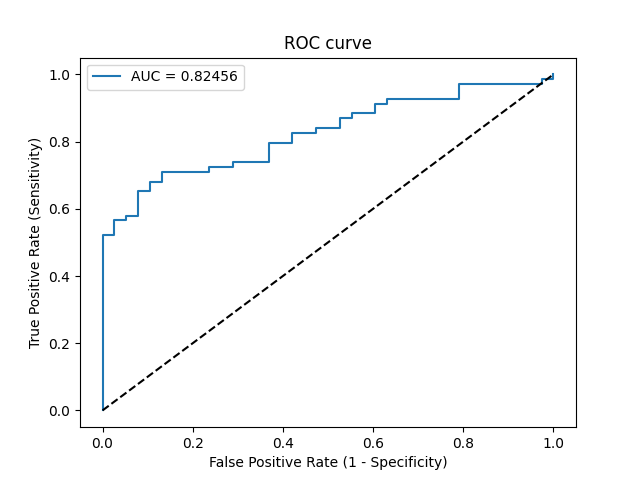 ROC curve
AUC = 0.82456
True Positive Rate (Sensitivity)
1.0
0.8
0.6
0.4
0.2
0.0
0.0 0.2 0.4 0.6 0.8 1.0
False Positive Rate (1 - Specificity)